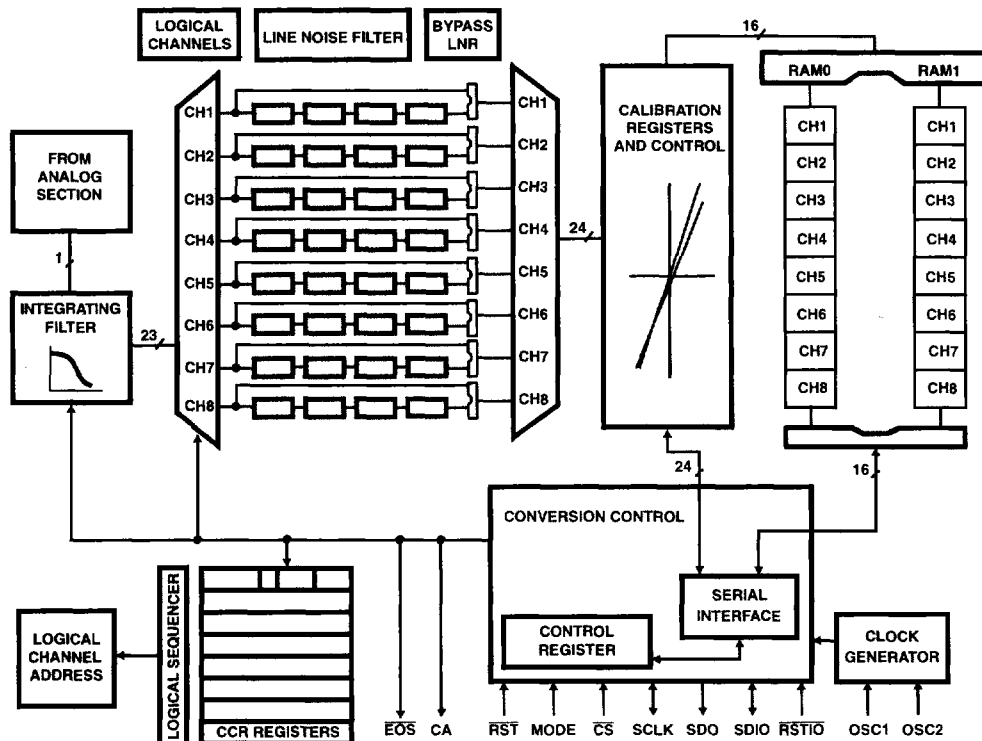 LOGICAL
CHANNELS
LINE NOISE FILTER
BYPASS
LNR
16
RAM0
RAM1
FROM
ANALOG
SECTION
1
INTEGRATING
FILTER
23
CH1
CH2
CH3
CH4
CH5
CH6
CH7
CH8
CH1
CH2
CH3
CH4
CH5
CH6
CH7
CH8
24
CALIBRATION
REGISTERS
AND CONTROL
CH1
CH2
CH3
CH4
CH5
CH6
CH7
CH8
CH1
CH2
CH3
CH4
CH5
CH6
CH7
CH8
24
16
CONVERSION CONTROL
SERIAL
INTERFACE
CONTROL
REGISTER
CLOCK
GENERATOR
LOGICAL
CHANNEL
ADDRESS
LOGICAL SEQUENCER
CCR REGISTERS
E̅O̅S̅
CA
R̅S̅T̅
MODE
C̅S̅
SCLK
SDO
SDIO
R̅S̅T̅I̅O̅
OSC1
OSC2